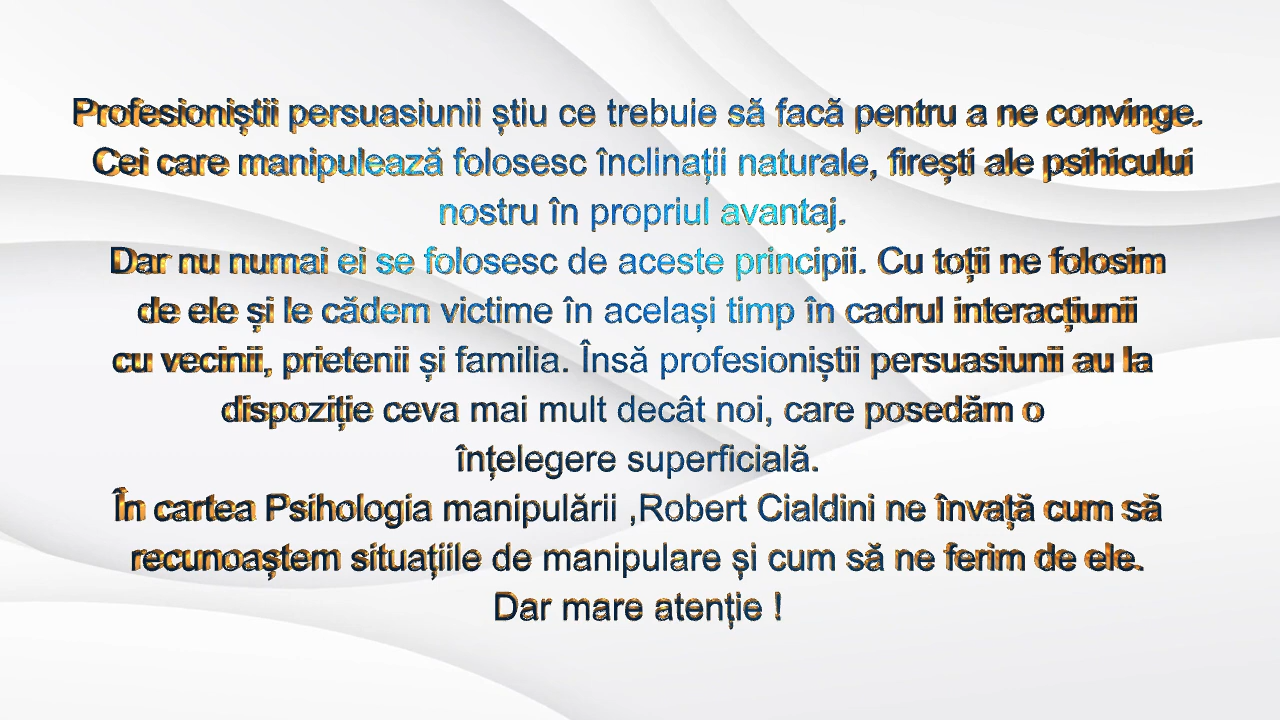 Profesioniștii persuasiunii știu ce trebuie să facă pentru a ne convinge.
Cei care manipulează folosesc înclinații naturale, firești ale psihicului
nostru în propriul avantaj.
Dar nu numai ei se folosesc de aceste principii. Cu toții ne folosim
de ele și le cădem victime în același timp în cadrul interacțiunii
cu vecinii, prietenii și familia. Însă profesioniștii persuasiunii au la
dispoziție ceva mai mult decât noi, care posedăm o
înțelegere superficială.
În cartea Psihologia manipulării ,Robert Cialdini ne învață cum să
recunoaștem situațiile de manipulare și cum să ne ferim de ele.
Dar mare atenție !